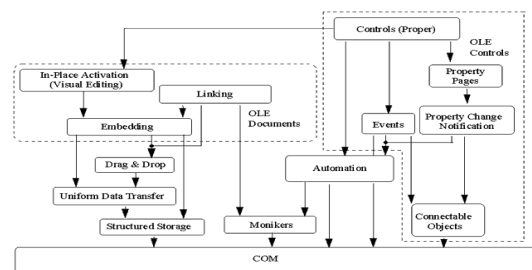 Controls (Proper)
OLE
Controls
In-Place Activation
(Visual Editing)
Property
Pages
Linking
OLE
Documents
Embedding
Events
Property Change
Notification
Drag & Drop
Automation
Uniform Data Transfer
Structured Storage
Monikers
Connectable
Objects
COM